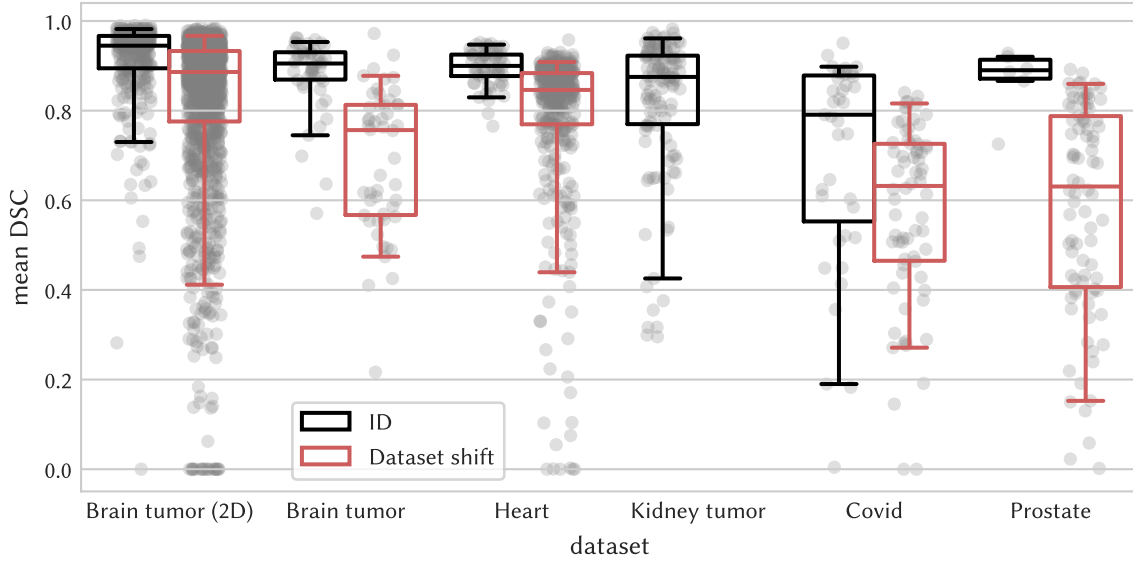 mean DSC
1.0
0.8
0.6
0.4
0.2
0.0
ID
Dataset shift
Brain tumor (2D) Brain tumor Heart Kidney tumor Covid Prostate
dataset